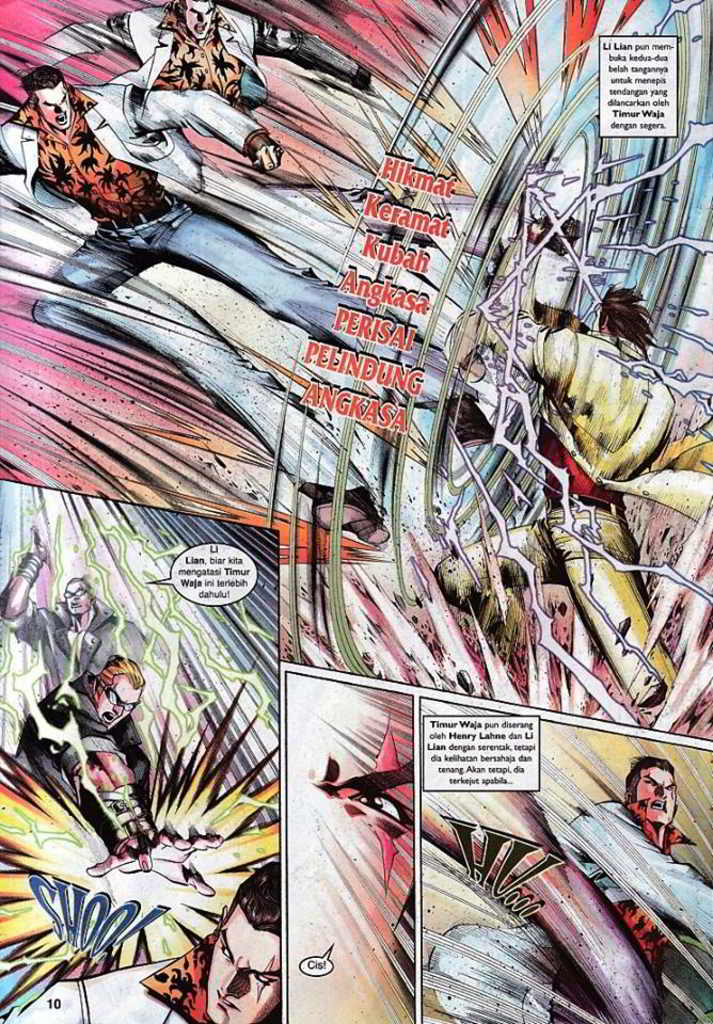 Li Lian pun mem-
buka kedua-dua
belah tangannya
untuk menepis
tendangan yang
dilancarkan oleh
Timur Waja
dengan segera.
Hikmat
Keramat
Kubah
Angkasa
PERISAI
PELINDUNG
ANGKASA
Li
Lian, biar kita
mengatasi Timur
Waja ini terlebih
dahulu!
SHOO!
Cis!
Timur Waja pun diserang
oleh Henry Lahne dan Li
Lian dengan serentak, tetapi
dia kelihatan bersahaja dan
tenang. Akan tetapi, dia
terkejut apabila...
HU....
10